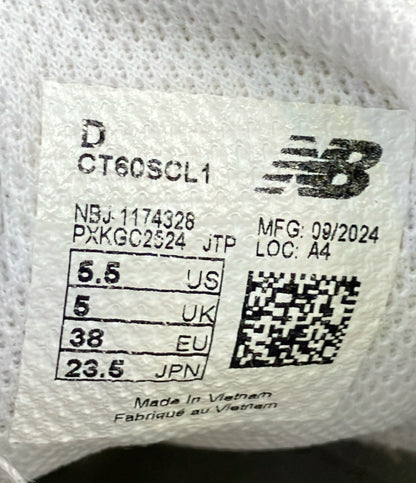 D
CT60SCL1
NB
NBJ-1174328
PXKGC2524 JTP
MFG: 09/2024
LOC: A4
5.5 US
5 UK
38 EU
23.5 JPN
Made In Vietnam
Fabriqué au Vietnam